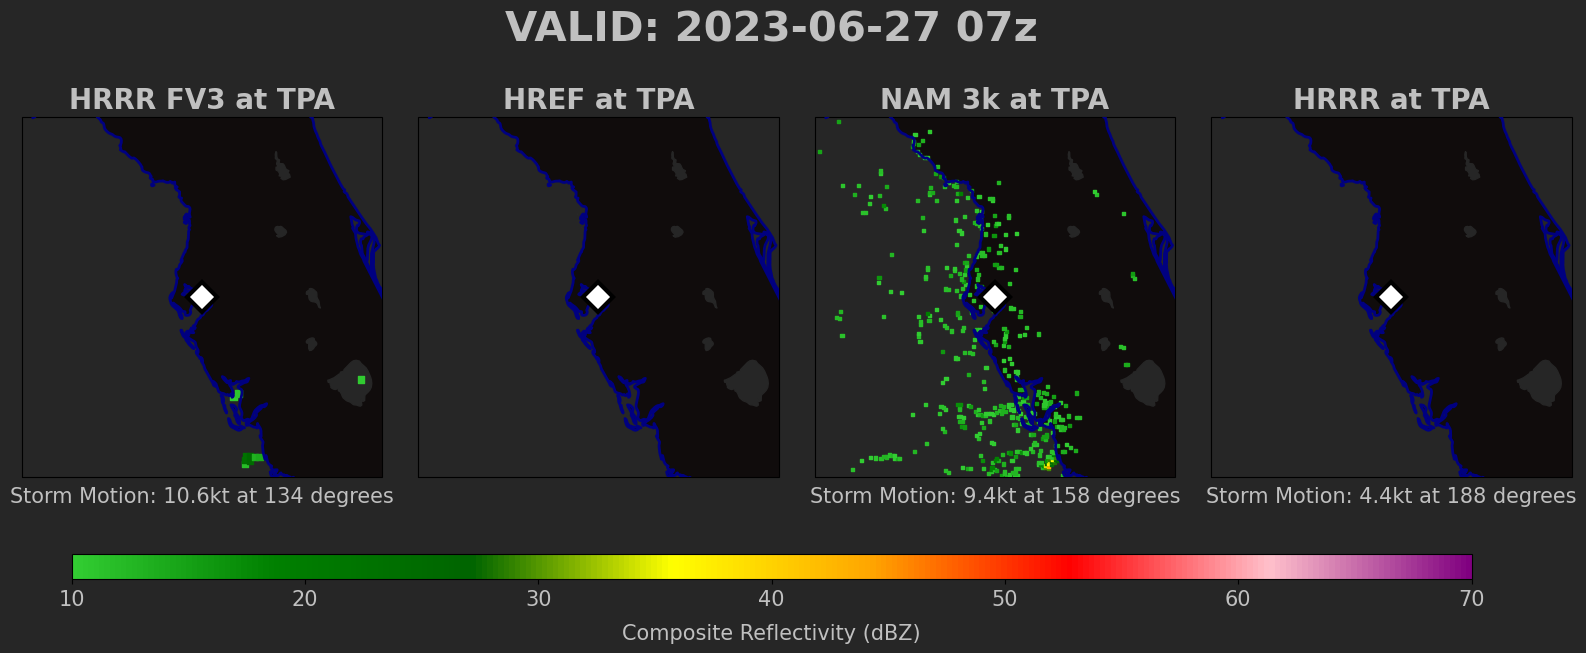 VALID: 2023-06-27 07z
HRRR FV3 at TPA
HREF at TPA
NAM 3k at TPA
HRRR at TPA
Storm Motion: 10.6kt at 134 degrees
Storm Motion: 9.4kt at 158 degrees
Storm Motion: 4.4kt at 188 degrees
10 20 30 40 50 60 70
Composite Reflectivity (dBZ)